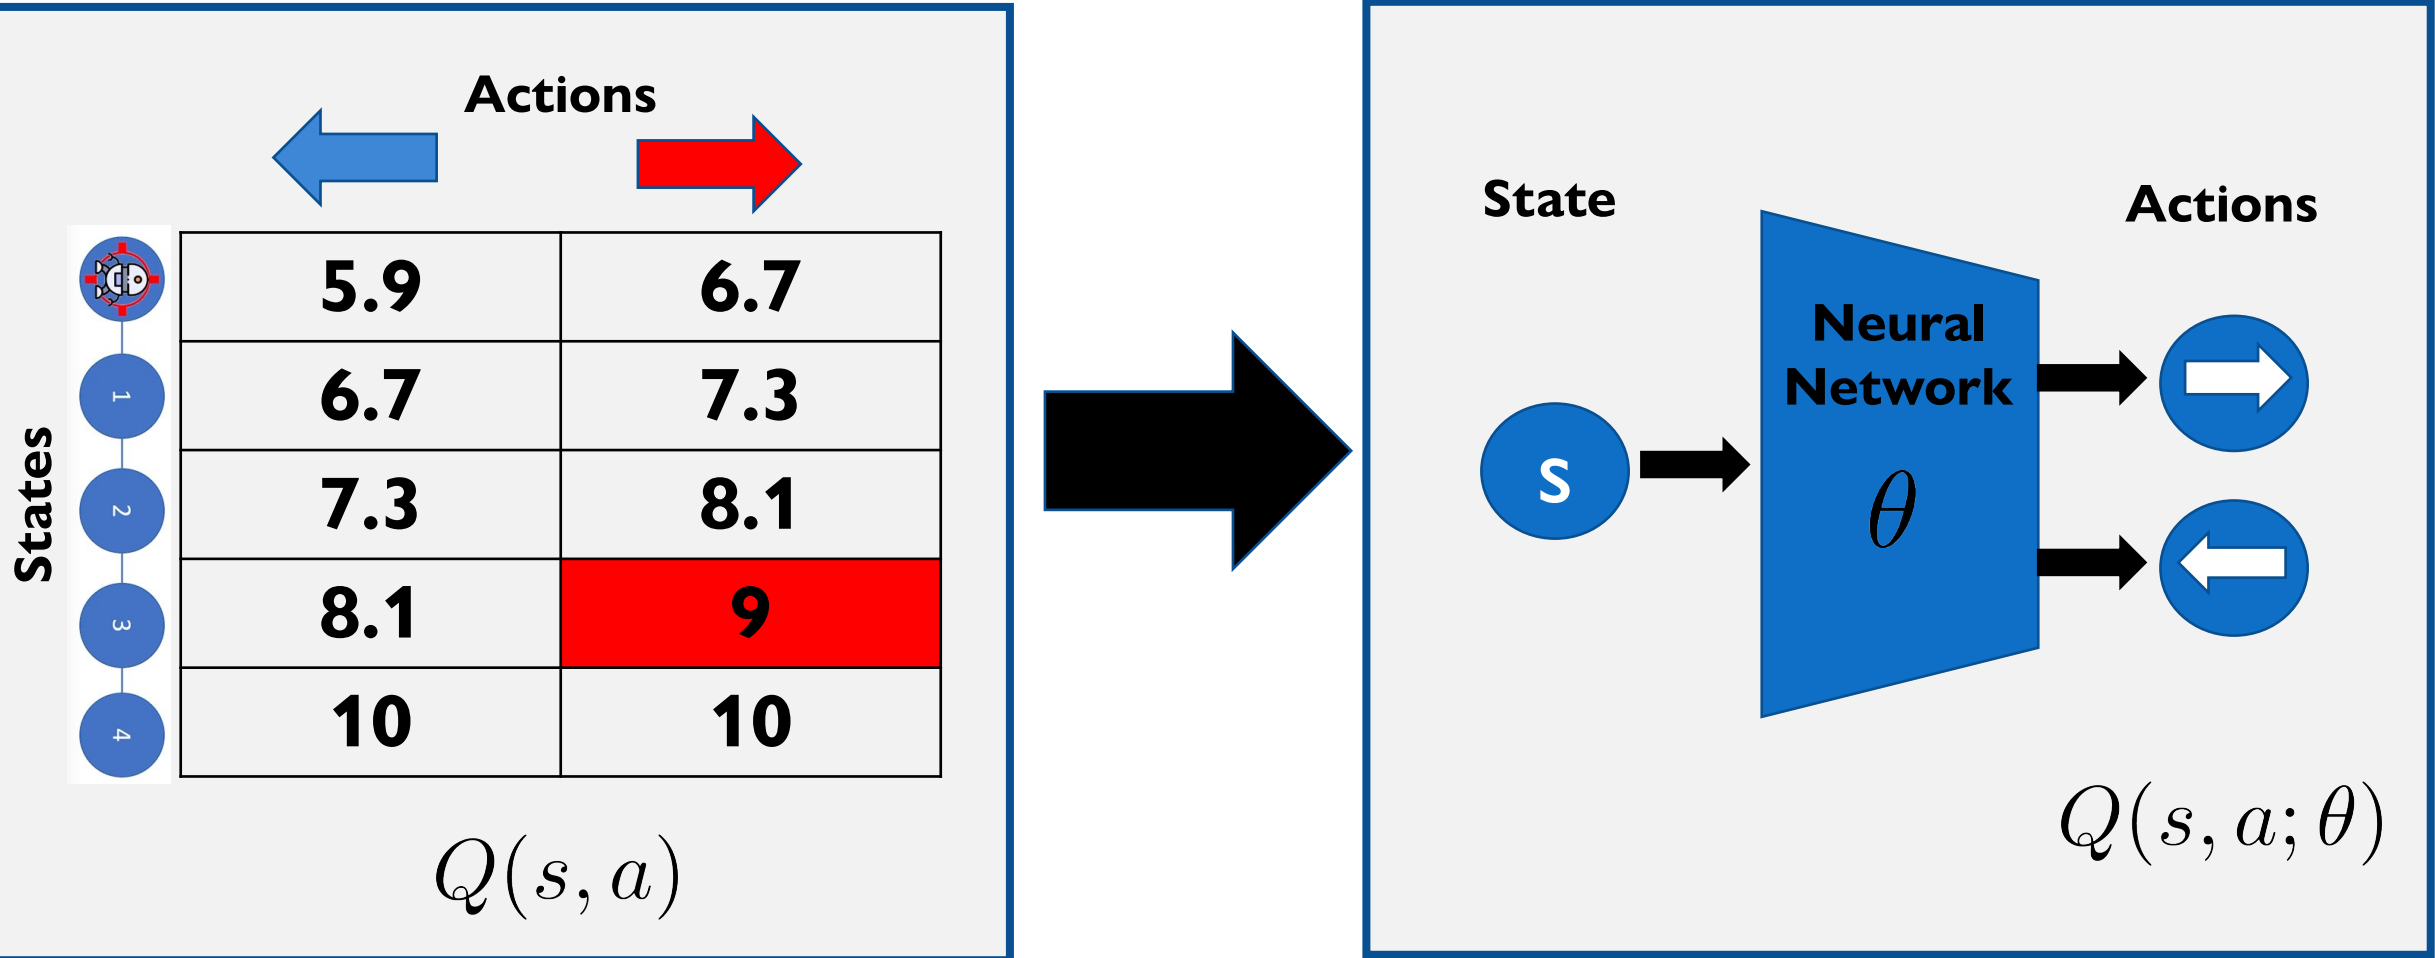 Actions
States
5.9 6.7
1 6.7 7.3
2 7.3 8.1
3 8.1 9
4 10 10
Q(s, a)
State
Actions
Neural
Network
θ
S
Q(s, a; θ)